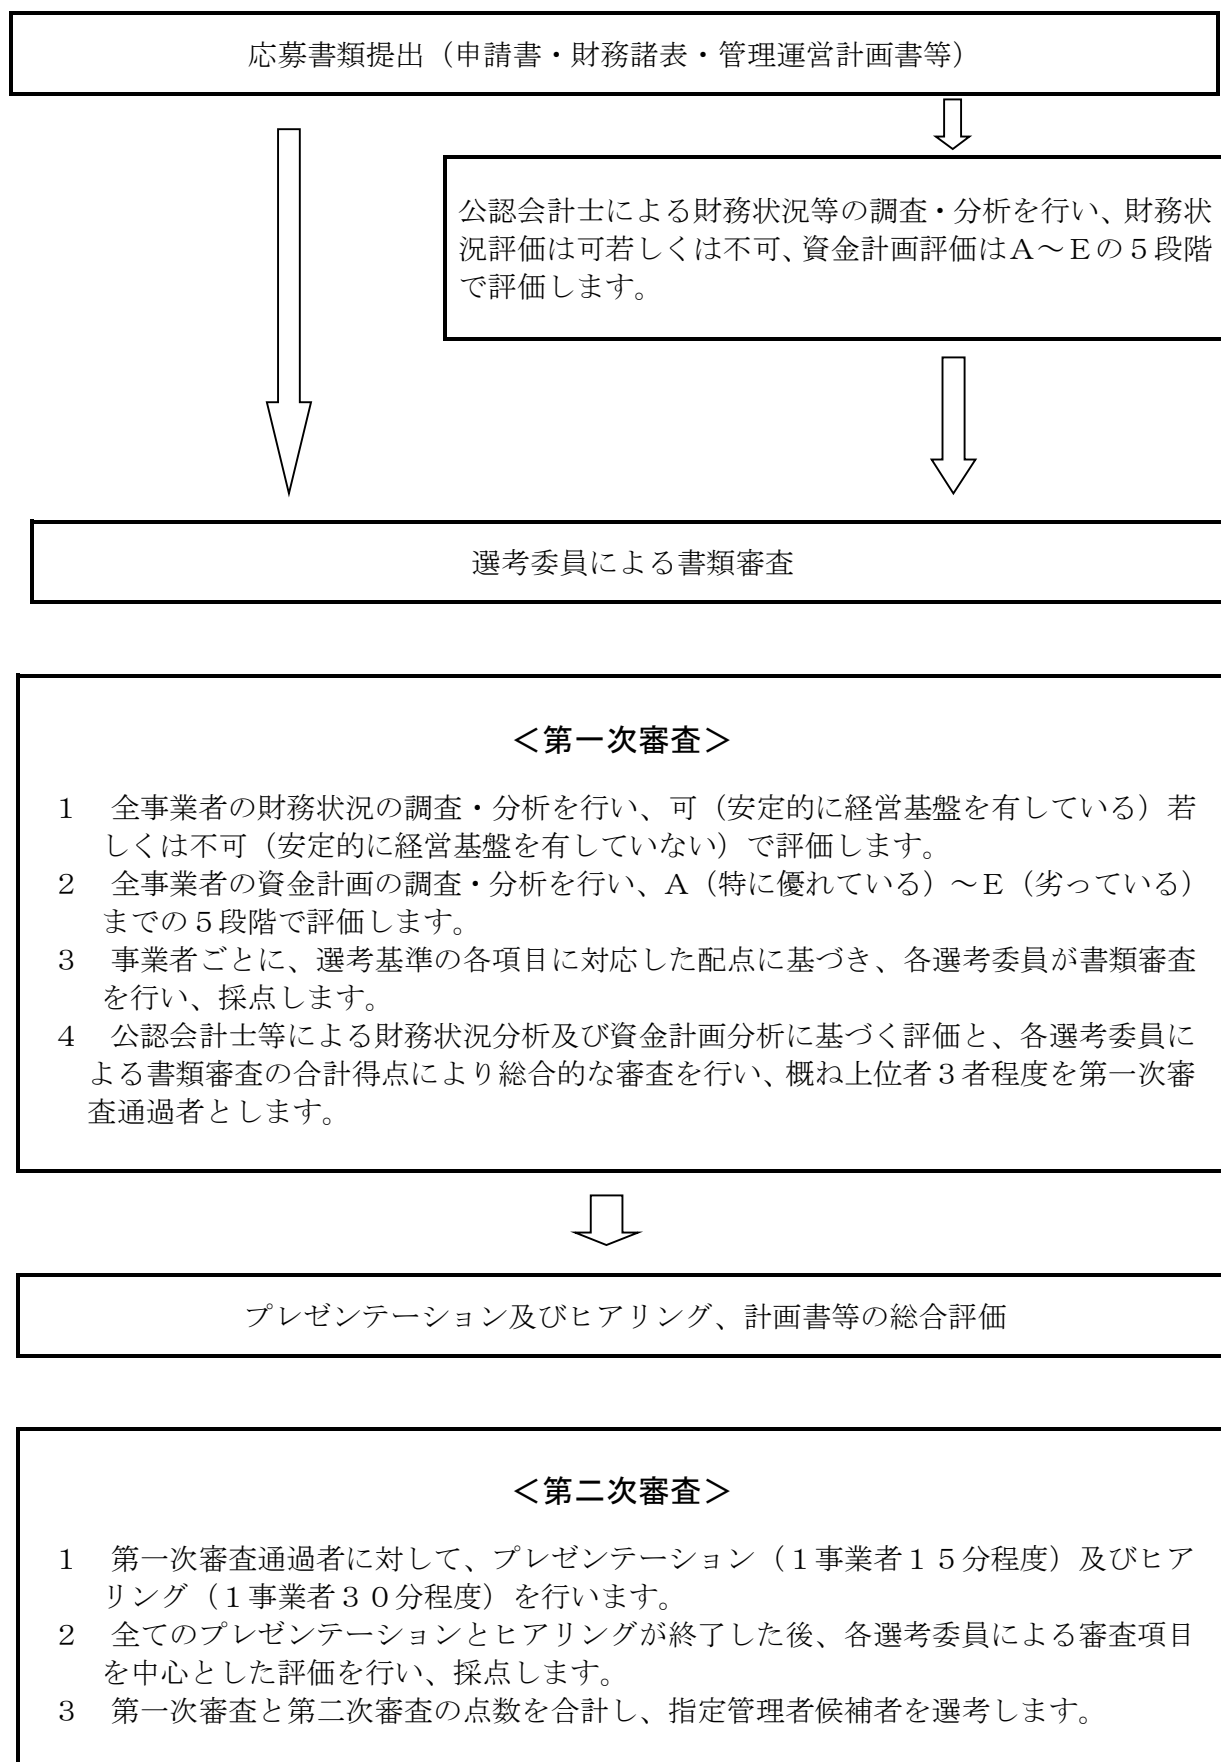 応募書類提出（申請書・財務諸表・管理運営計画書等）
公認会計士による財務状況等の調査・分析を行い、財務状
況評価は可若しくは不可、資金計画評価はＡ～Ｅの５段階
で評価します。
選考委員による書類審査
＜第一次審査＞
１　全事業者の財務状況の調査・分析を行い、可（安定的に経営基盤を有している）若
しくは不可（安定的に経営基盤を有していない）で評価します。
２　全事業者の資金計画の調査・分析を行い、Ａ（特に優れている）～Ｅ（劣っている）
までの５段階で評価します。
３　事業者ごとに、選考基準の各項目に対応した配点に基づき、各選考委員が書類審査
を行い、採点します。
４　公認会計士等による財務状況分析及び資金計画分析に基づく評価と、各選考委員に
よる書類審査の合計得点により総合的な審査を行い、概ね上位者３者程度を第一次審
査通過者とします。
プレゼンテーション及びヒアリング、計画書等の総合評価
＜第二次審査＞
１　第一次審査通過者に対して、プレゼンテーション（１事業者１５分程度）及びヒア
リング（１事業者３０分程度）を行います。
２　全てのプレゼンテーションとヒアリングが終了した後、各選考委員による審査項目
を中心とした評価を行い、採点します。
３　第一次審査と第二次審査の点数を合計し、指定管理者候補者を選考します。